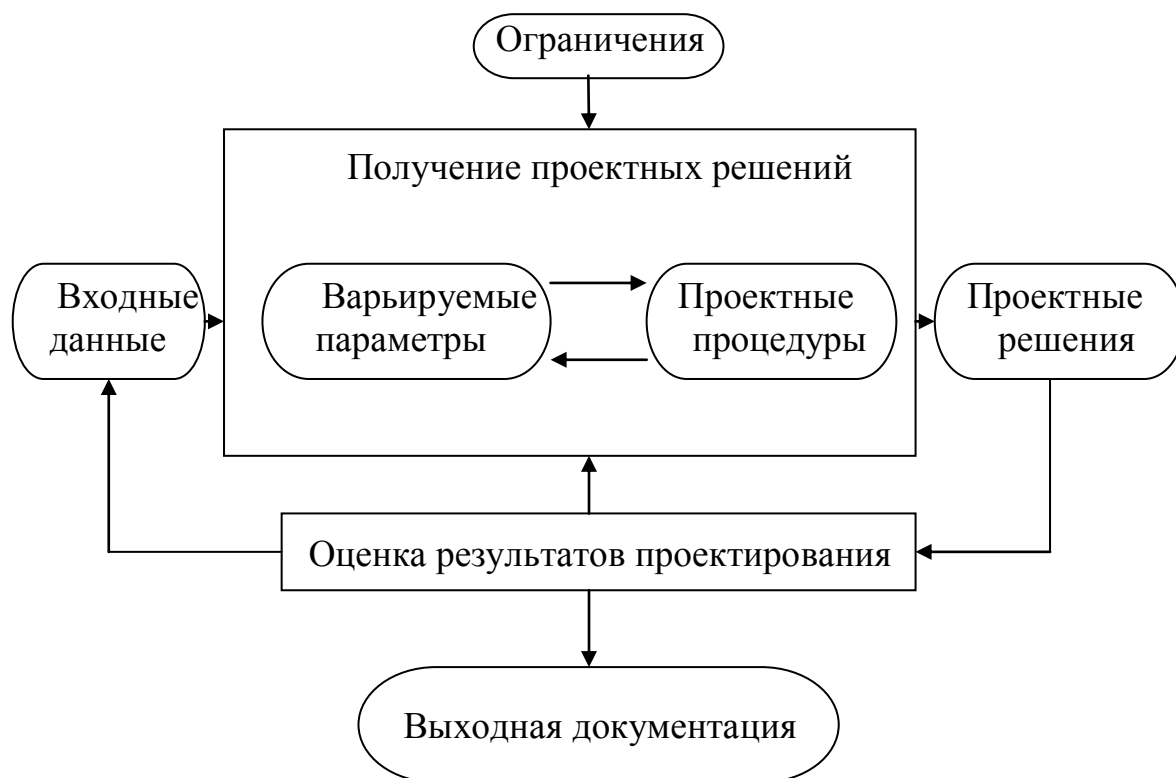 Ограничения
Получение проектных решений
Входные
данные
Варьируемые
параметры
Проектные
процедуры
Проектные
решения
Оценка результатов проектирования
Выходная документация